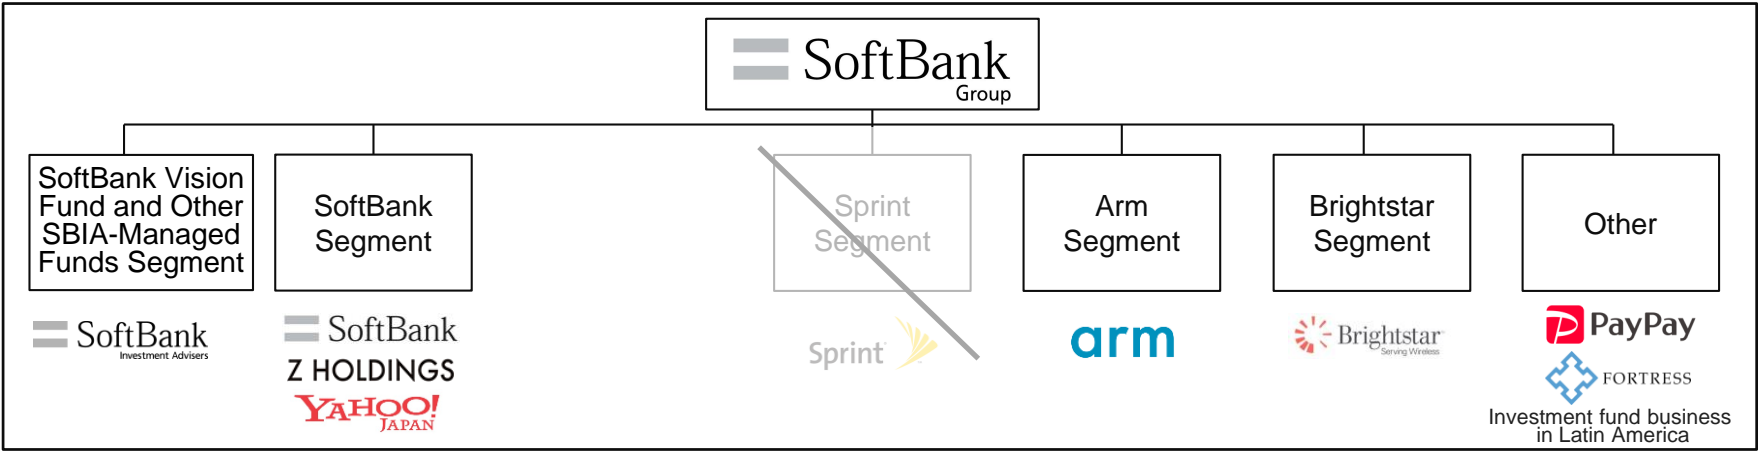 SoftBank
Group
SoftBank Vision
Fund and Other
SBIA-Managed
Funds Segment
SoftBank
Segment
Sprint
Segment
Arm
Segment
Brightstar
Segment
Other
SoftBank
Investment Advisers
SoftBank
Z HOLDINGS
YAHOO!
JAPAN
Sprint
arm
Brightstar
Serving Wireless
PayPay
FORTRESS
Investment fund business
in Latin America